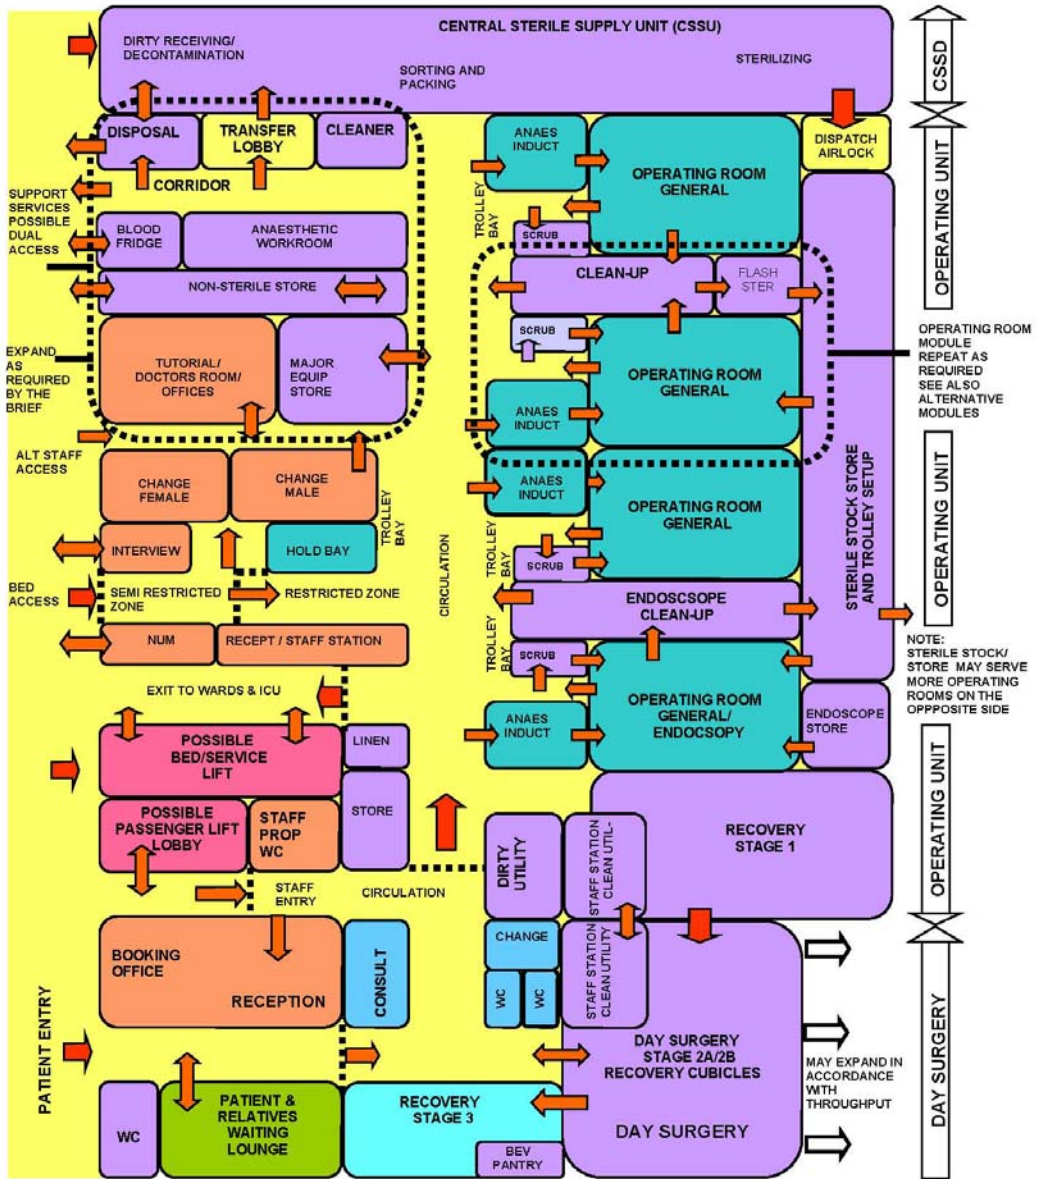 CENTRAL STERILE SUPPLY UNIT (CSSU)
DIRTY RECEIVING/
DECONTAMINATION
SORTING AND
PACKING
STERILIZING
CSSD
DISPOSAL
TRANSFER
LOBBY
CLEANER
ANAES
INDUCT
OPERATING ROOM
GENERAL
DISPATCH
AIRLOCK
CORRIDOR
SUPPORT
SERVICES
POSSIBLE
DUAL
ACCESS
TROLLEY
BAY
OPERATING UNIT
BLOOD
FRIDGE
ANAESTHETIC
WORKROOM
SCRUB
NON-STERILE STORE
CLEAN-UP
FLASH
STER
EXPAND
AS
REQUIRED
BY THE
BRIEF
TUTORIAL/
DOCTORS ROOM/
OFFICES
MAJOR
EQUIP
STORE
SCRUB
OPERATING ROOM
GENERAL
OPERATING ROOM
MODULE
REPEAT AS
REQUIRED
SEE ALSO
ALTERNATIVE
MODULES
ANAES
INDUCT
ALT STAFF
ACCESS
CHANGE
FEMALE
CHANGE
MALE
ANAES
INDUCT
OPERATING ROOM
GENERAL
STERILE STOCK STORE
AND TROLLEY SETUP
OPERATING UNIT
TROLLEY
BAY
INTERVIEW
HOLD BAY
CIRCULATION
TROLLEY
BAY
SCRUB
BED
ACCESS
SEMI RESTRICTED
ZONE
RESTRICTED ZONE
ENDOSCSOPE
CLEAN-UP
NUM
RECEPT / STAFF STATION
TROLLEY
BAY
SCRUB
NOTE:
STERILE STOCK/
STORE MAY SERVE
MORE OPERATING
ROOMS ON THE
OPPPOSITE SIDE
EXIT TO WARDS & ICU
OPERATING ROOM
GENERAL/
ENDOCSOPY
ANAES
INDUCT
ENDOSCOPE
STORE
POSSIBLE
BED/SERVICE
LIFT
LINEN
POSSIBLE
PASSENGER LIFT
LOBBY
STAFF
PROP
WC
STORE
RECOVERY
STAGE 1
OPERATING UNIT
DIRTY
UTILITY
STAFF STATION
CLEAN UTIL-
STAFF
ENTRY
CIRCULATION
BOOKING
OFFICE
RECEPTION
CONSULT
CHANGE
WC
WC
STAFF STATION
CLEAN UTILITY
PATIENT ENTRY
DAY SURGERY
STAGE 2A/2B
RECOVERY CUBICLES
MAY EXPAND IN
ACCORDANCE
WITH
THROUGHPUT
DAY SURGERY
WC
PATIENT &
RELATIVES
WAITING
LOUNGE
RECOVERY
STAGE 3
BEV
PANTRY
DAY SURGERY